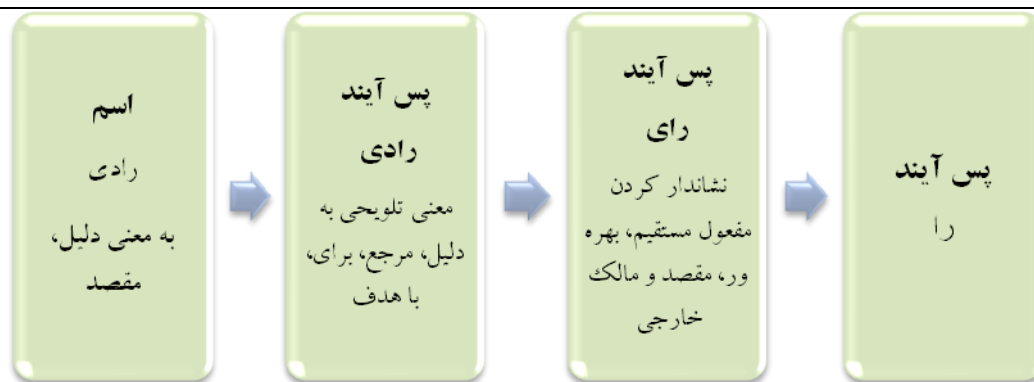 اسم
رادی
به معنی دلیل،
مقصد
پس آیند
رادی
معنی تلویحی به
دلیل، مرجع، برای،
با هدف
پس آیند
رای
نشاندار کردن
مفعول مستقیم، بهره
ور، مقصد و مالک
خارجی
پس آیند
را